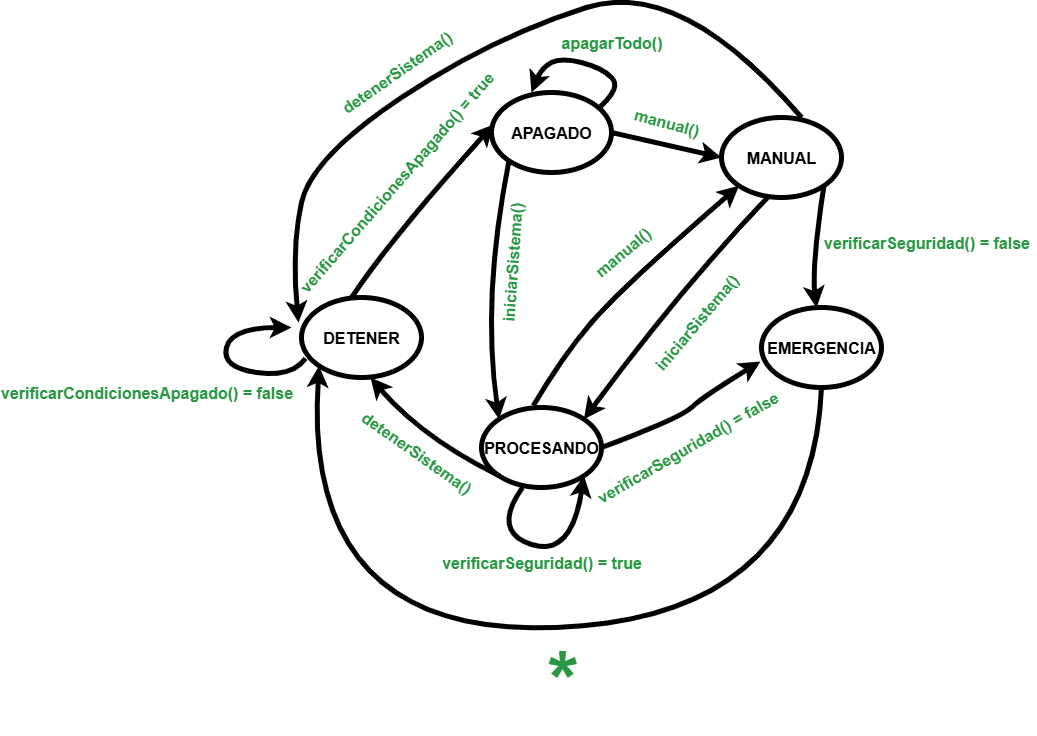 detenerSistema()
apagarTodo()
verificarCondicionesApagado() = true
APAGADO
manual()
MANUAL
iniciarSistema()
manual()
verificarSeguridad() = false
iniciarSistema()
DETENER
EMERGENCIA
verificarCondicionesApagado() = false
detenerSistema()
PROCESANDO
verificarSeguridad() = false
verificarSeguridad() = true
*